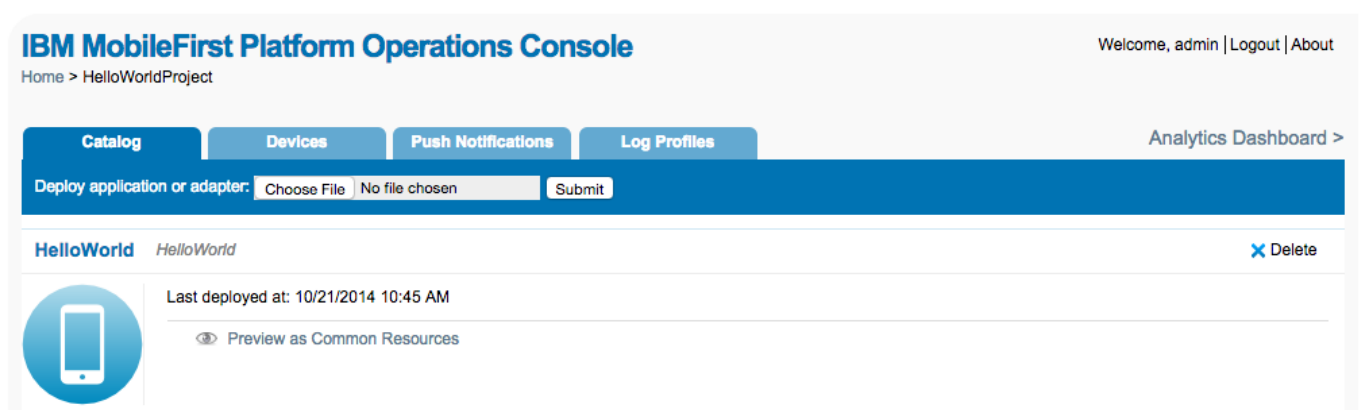 IBM MobileFirst Platform Operations Console
Welcome, admin | Logout | About
Home > HelloWorldProject
Catalog Devices Push Notifications Log Profiles Analytics Dashboard >
Deploy application or adapter: Choose File No file chosen Submit
HelloWorld HelloWorld Delete
Last deployed at: 10/21/2014 10:45 AM
Preview as Common Resources